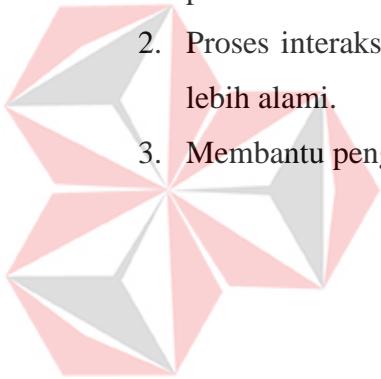 2. Proses interaks
lebih alami.
3. Membantu peng